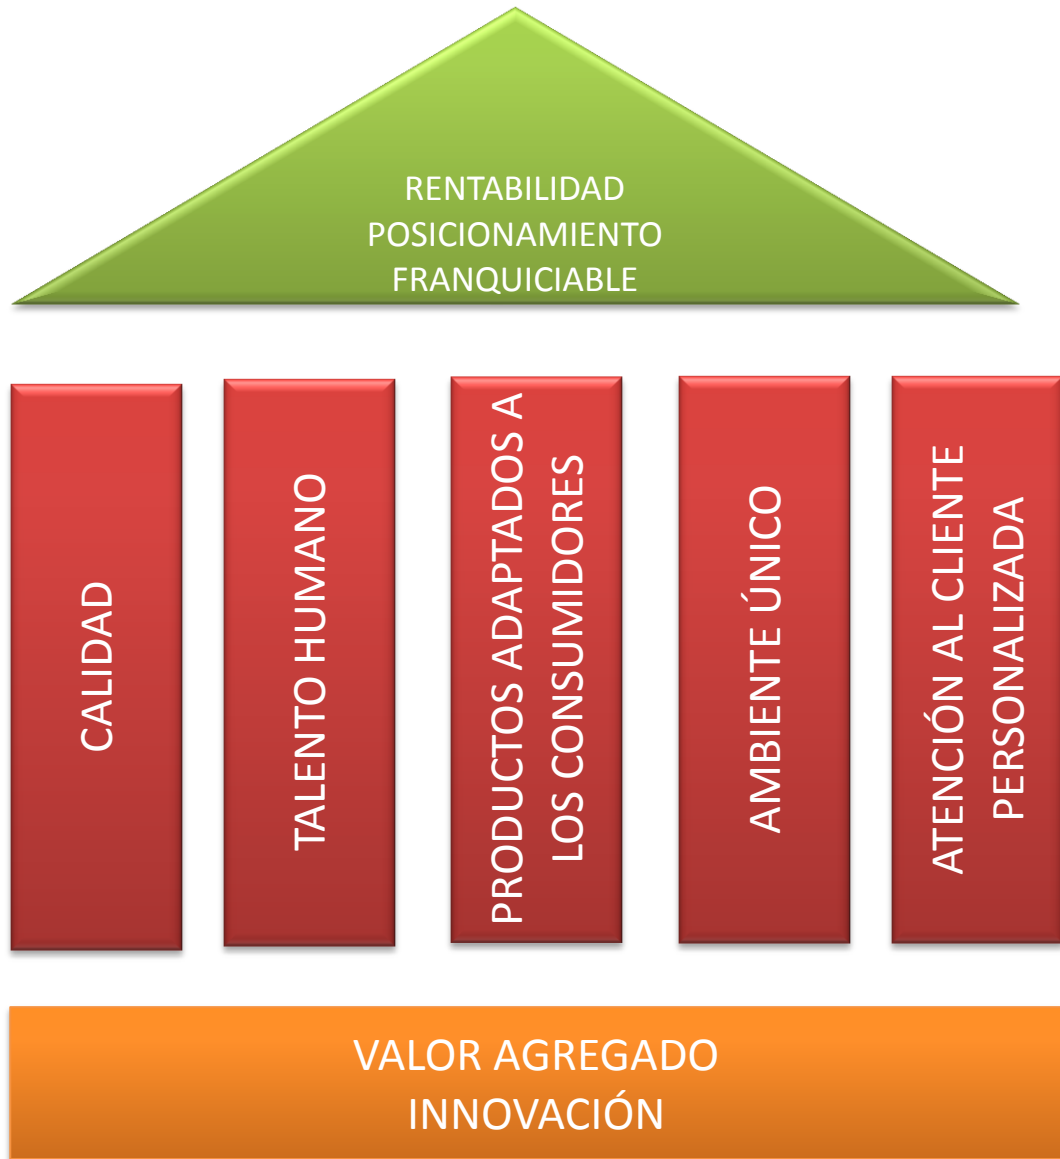 RENTABILIDAD
POSICIONAMIENTO
FRANQUICIABLE
CALIDAD
TALENTO HUMANO
PRODUCTOS ADAPTADOS A
LOS CONSUMIDORES
AMBIENTE ÚNICO
ATENCIÓN AL CLIENTE
PERSONALIZADA
VALOR AGREGADO
INNOVACIÓN